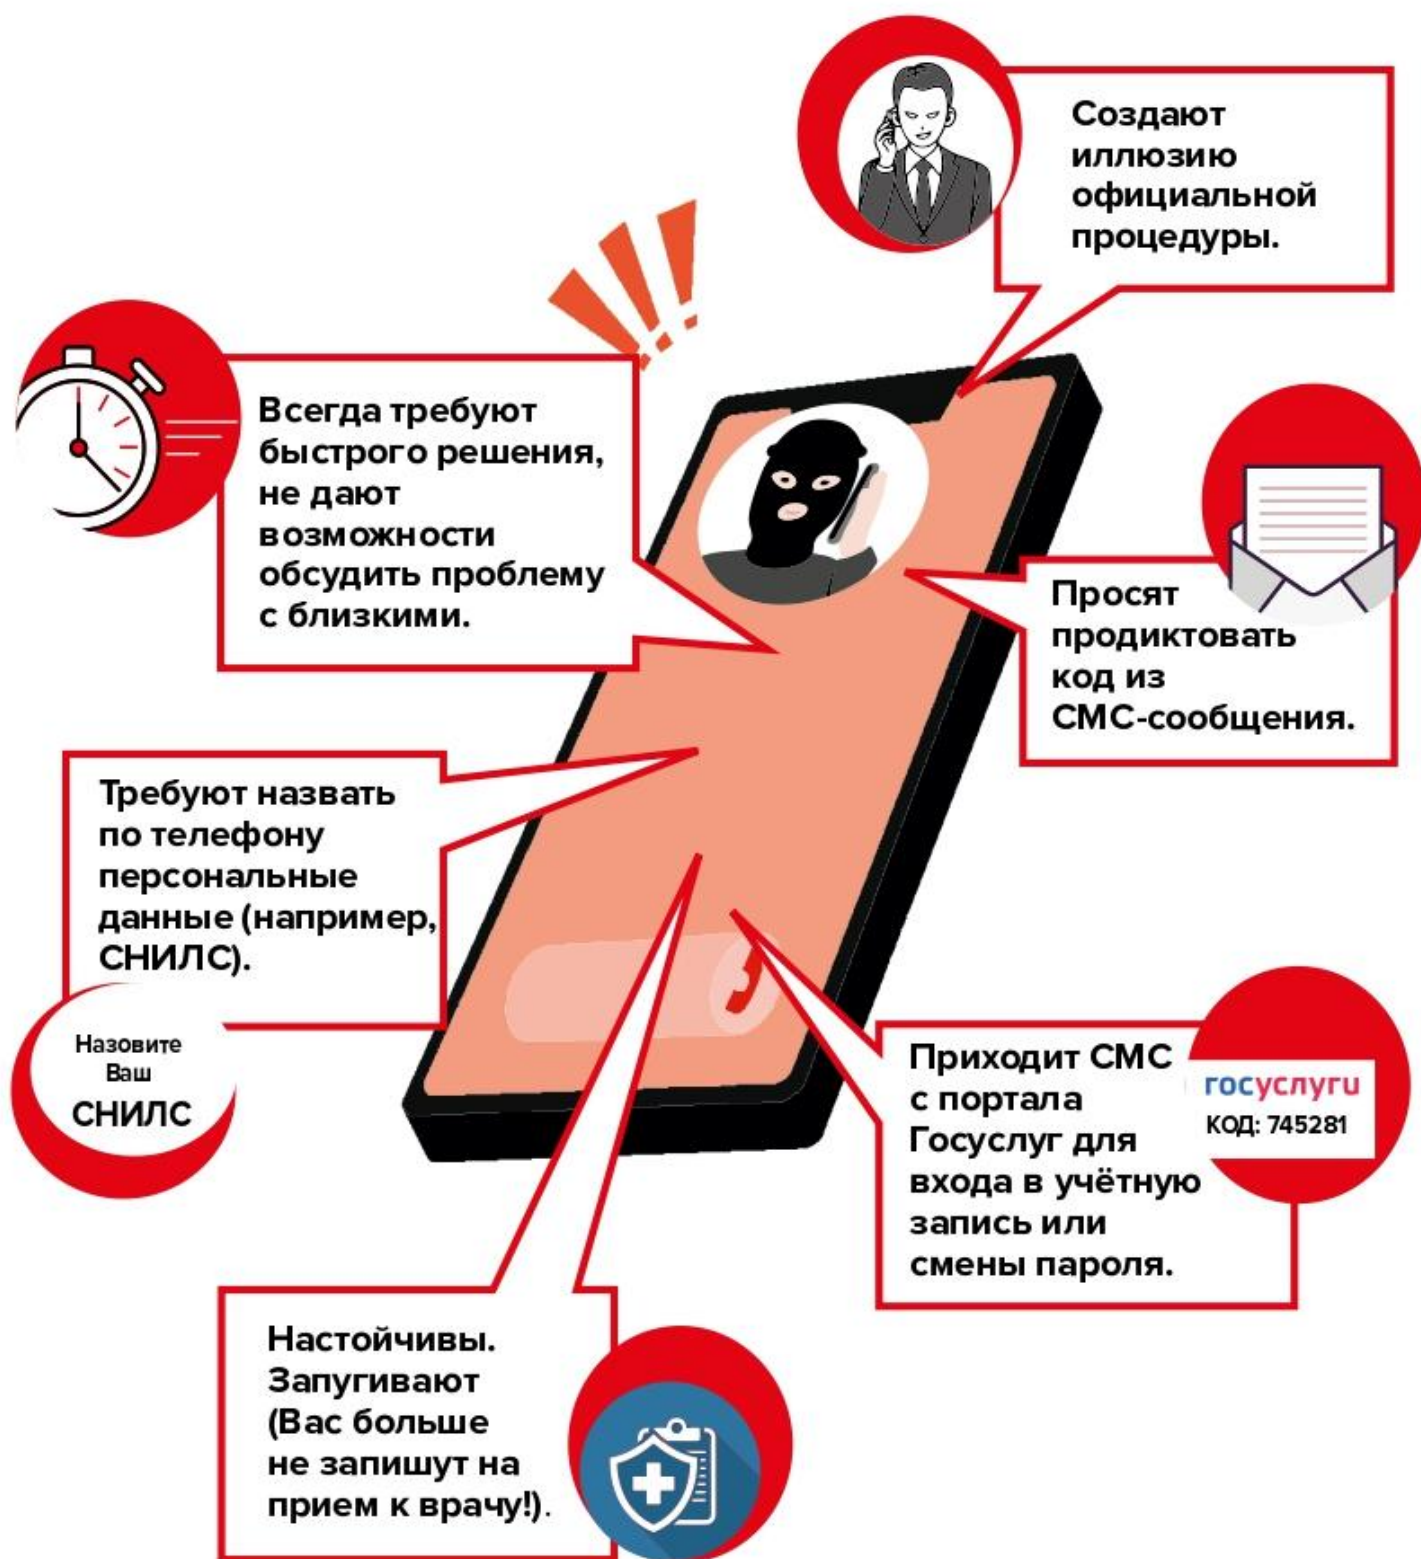 Создают
иллюзию
официальной
процедуры.
Всегда требуют
быстрого решения,
не дают
возможности
обсудить проблему
с близкими.
Просят
продиктовать
код из
СМС-сообщения.
Требуют назвать
по телефону
персональные
данные (например,
СНИЛС).
Назовите
Ваш
СНИЛС
Приходит СМС
с портала
Госуслуг для
входа в учётную
запись или
смены пароля.
госуслуги
КОД: 745281
Настойчивы.
Запугивают
(Вас больше
не запишут на
прием к врачу!).